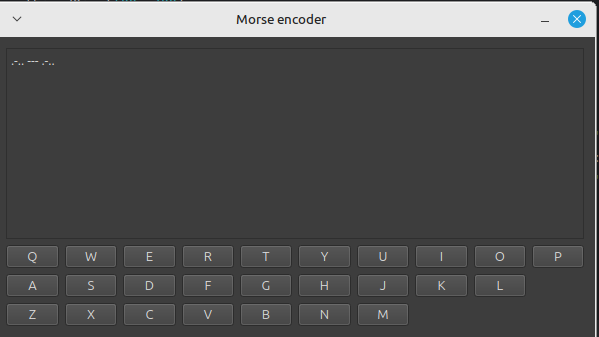 Morse encoder
.-.. --- .-..
Q W E R T Y U I O P
A S D F G H J K L
Z X C V B N M